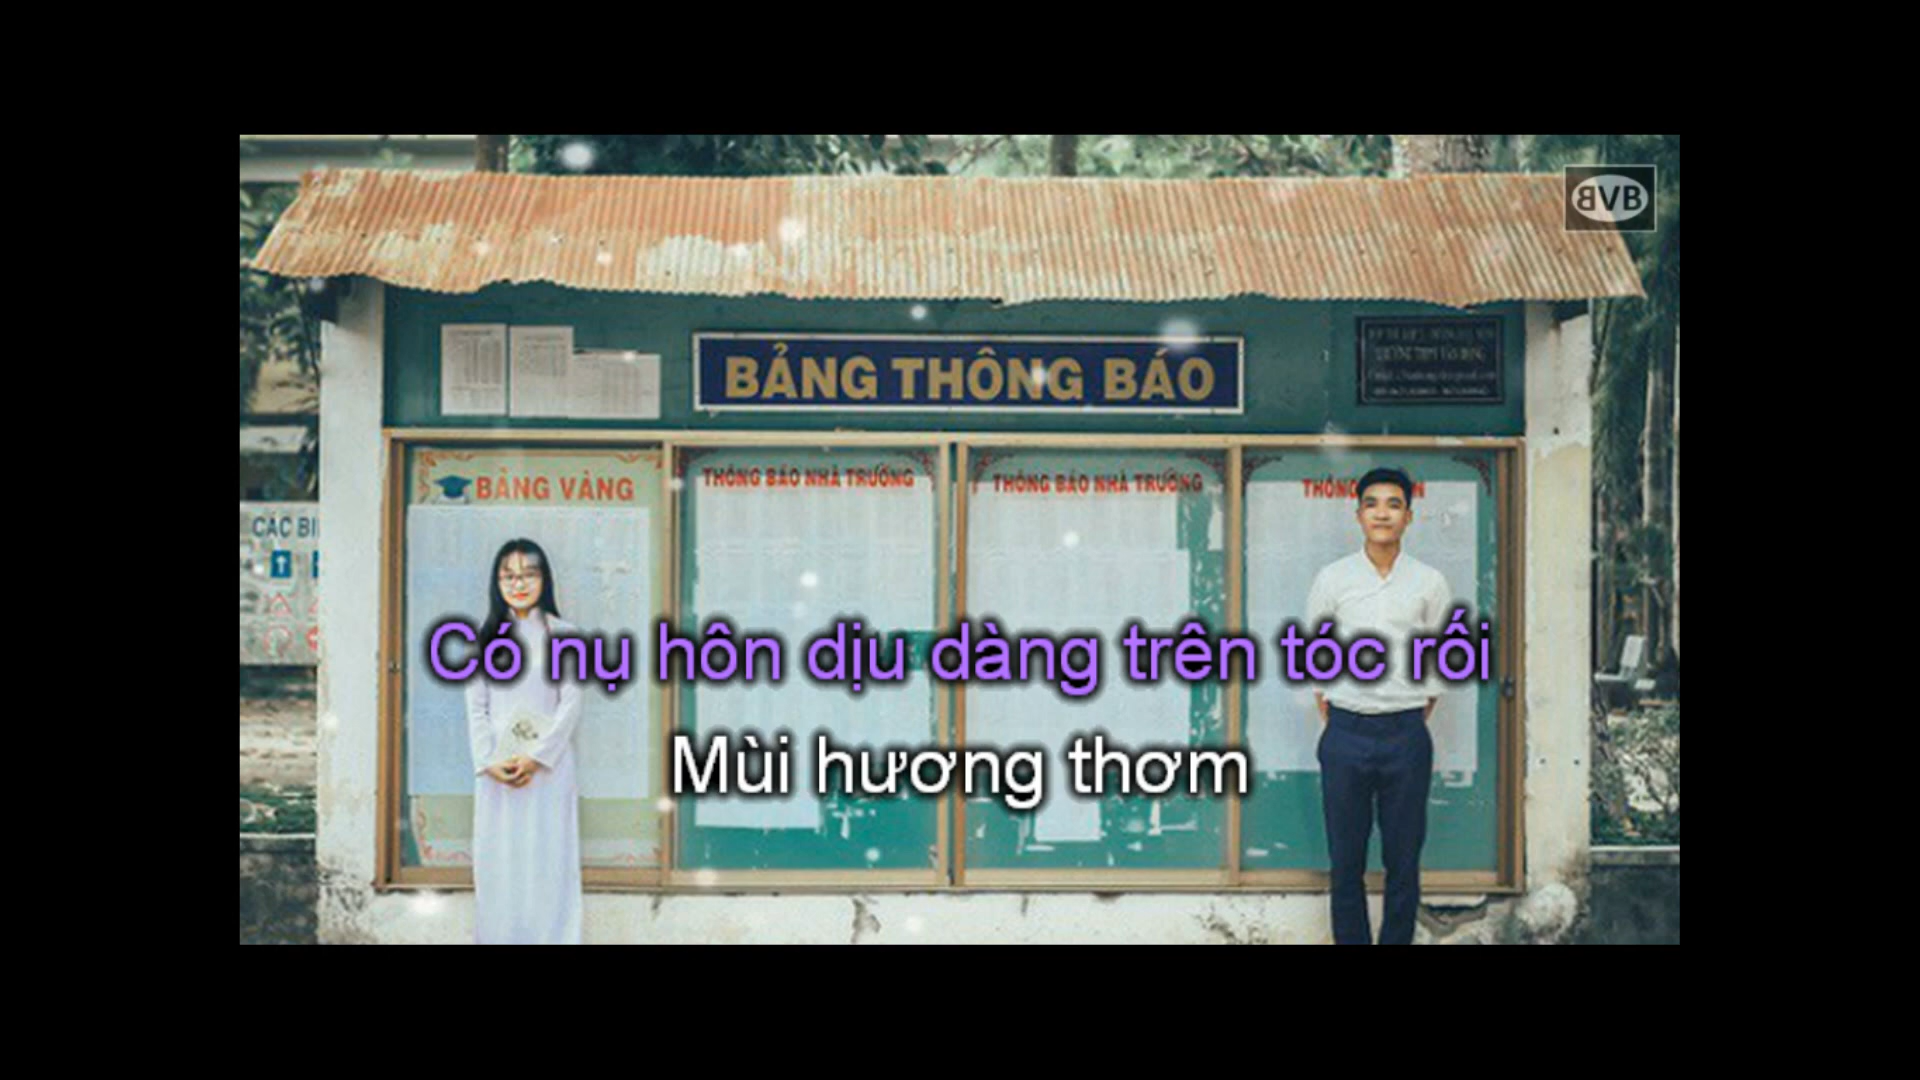 BVB
BẢNG THÔNG BÁO
BẢNG VÀNG
THÔNG BÁO NHÀ TRƯỜNG
THÔNG BÁO NHÀ TRƯỜNG
CÁC
Có nụ hôn dịu dàng trên tóc rối
Mùi hương thơm